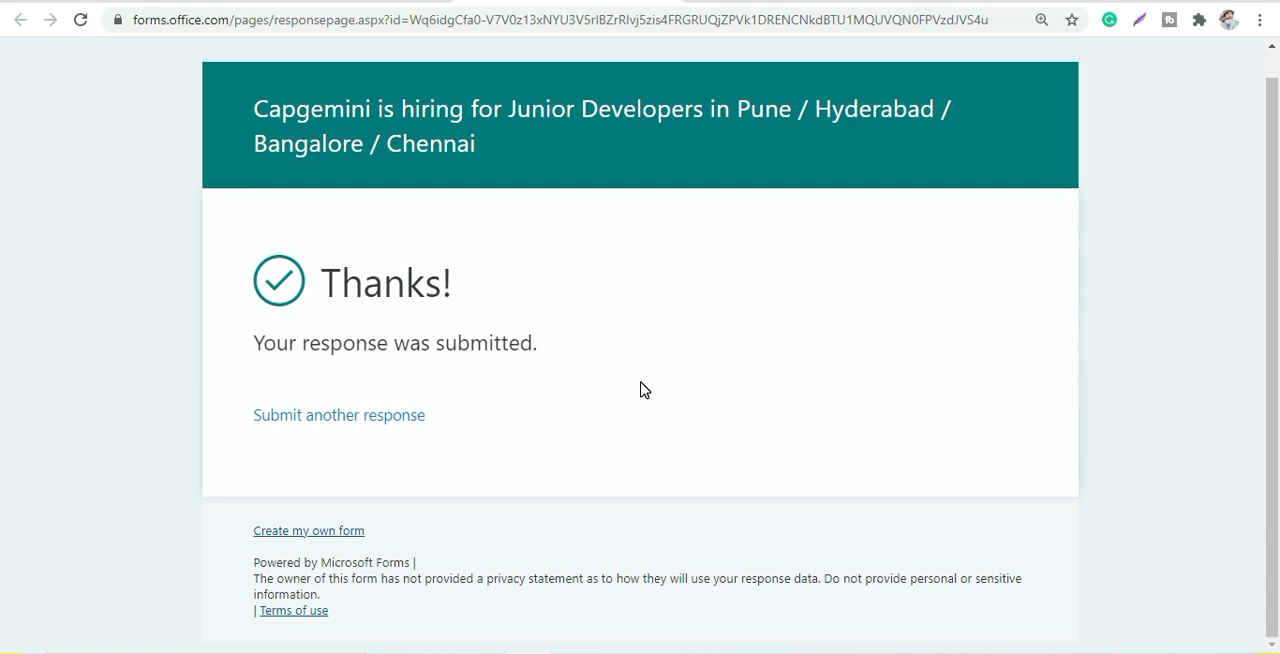 forms.office.com/pages/responsepage.aspx?id=Wq6idgCfa0-V7V0z13xNYU3V5rlBZrRIvj5zis4FRGRUQjZPVk1DRENCNkdBTU1MQUVQN0FPVzdJVS4u
Capgemini is hiring for Junior Developers in Pune / Hyderabad /
Bangalore / Chennai
Thanks!
Your response was submitted.
Submit another response
Create my own form
Powered by Microsoft Forms |
The owner of this form has not provided a privacy statement as to how they will use your response data. Do not provide personal or sensitive
information.
| Terms of use